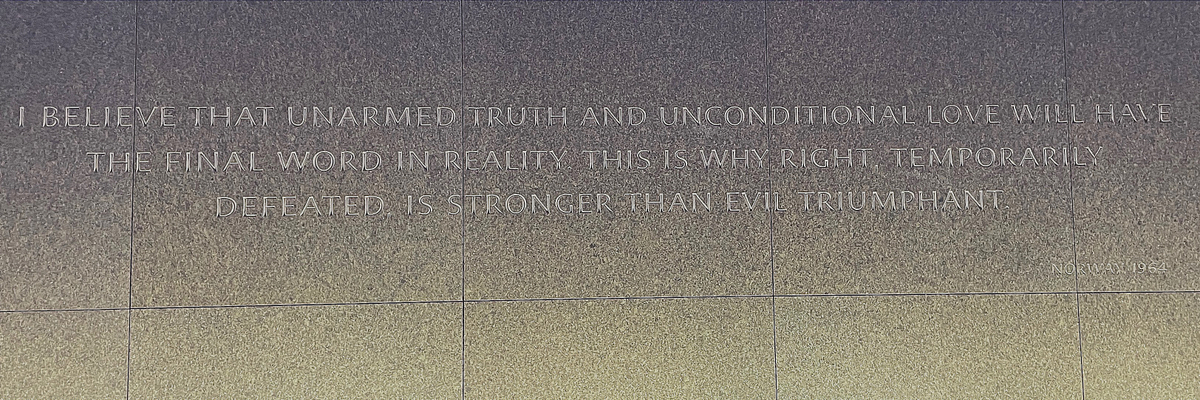 I BELIEVE THAT UNARMED TRUTH AND UNCONDITIONAL LOVE WILL HAVE
THE FINAL WORD IN REALITY. THIS IS WHY RIGHT, TEMPORARILY
DEFEATED, IS STRONGER THAN EVIL TRIUMPHANT.
NORWAY, 1964